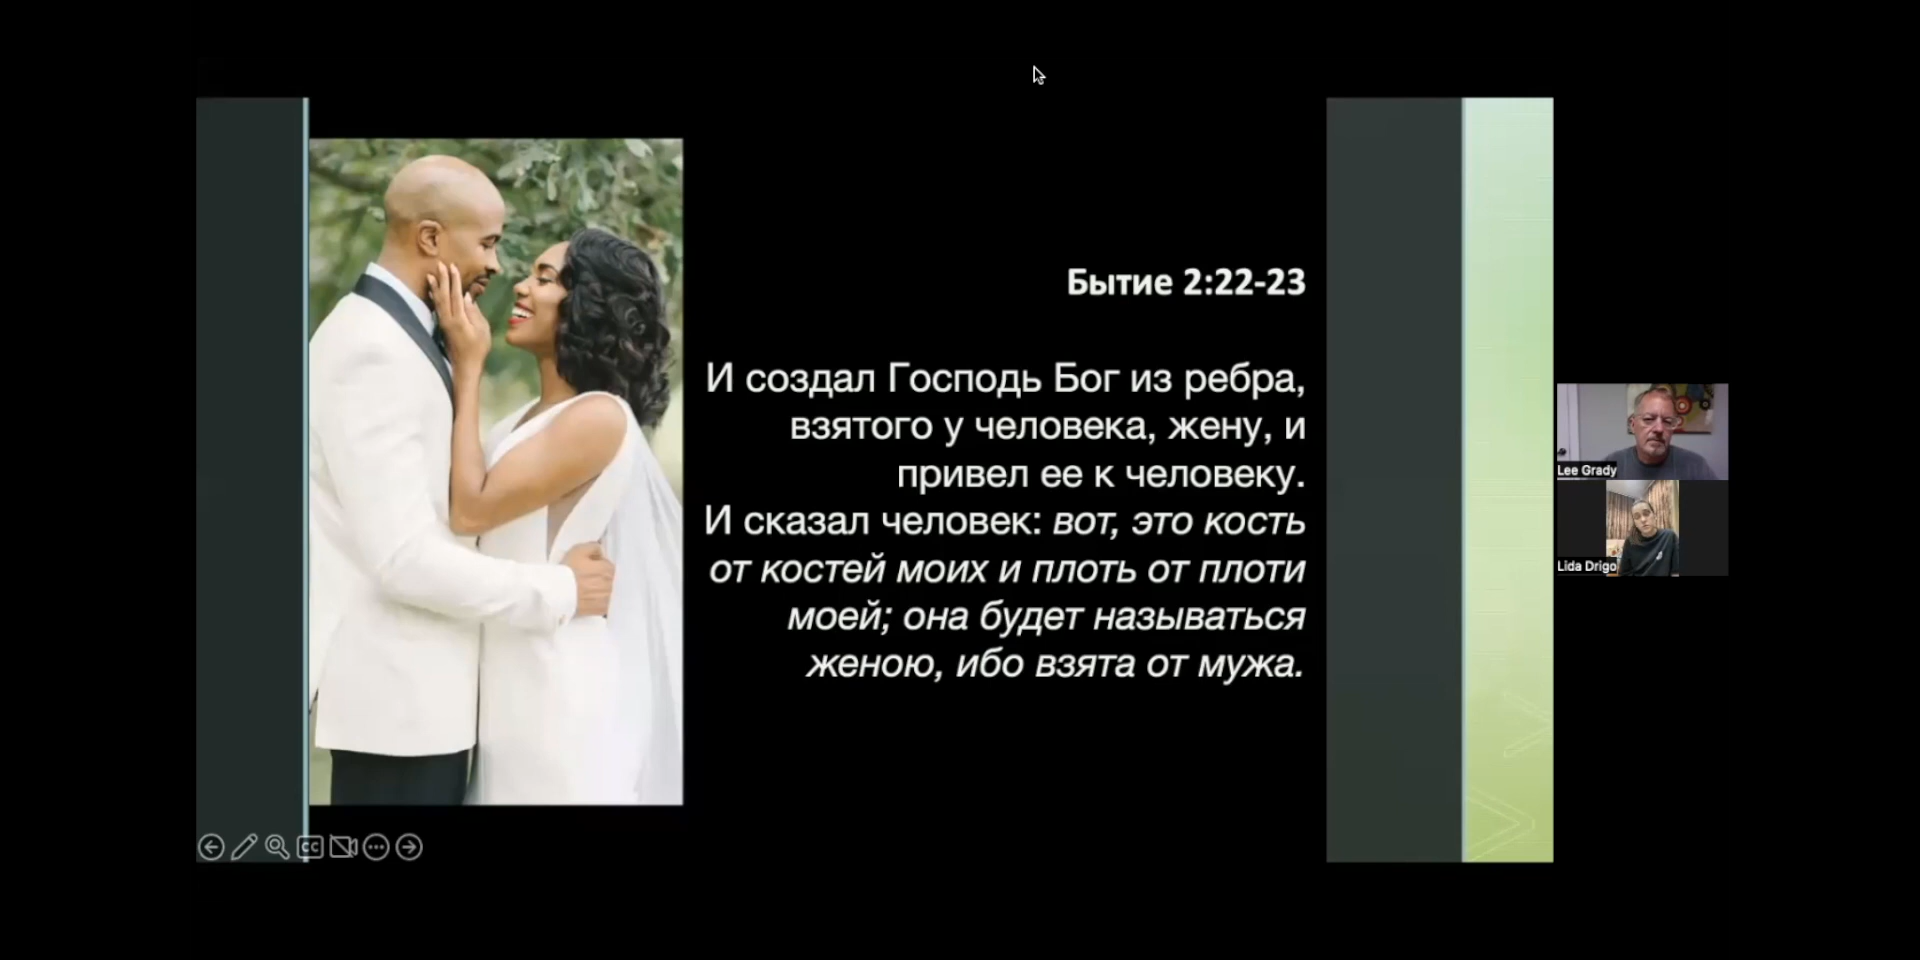 Бытие 2:22-23
И создал Господь Бог из ребра,
взятого у человека, жену, и
привел ее к человеку.
И сказал человек: вот, это кость
от костей моих и плоть от плоти
моей; она будет называться
женою, ибо взята от мужа.
Lee Grady
Lida Drigo
CC